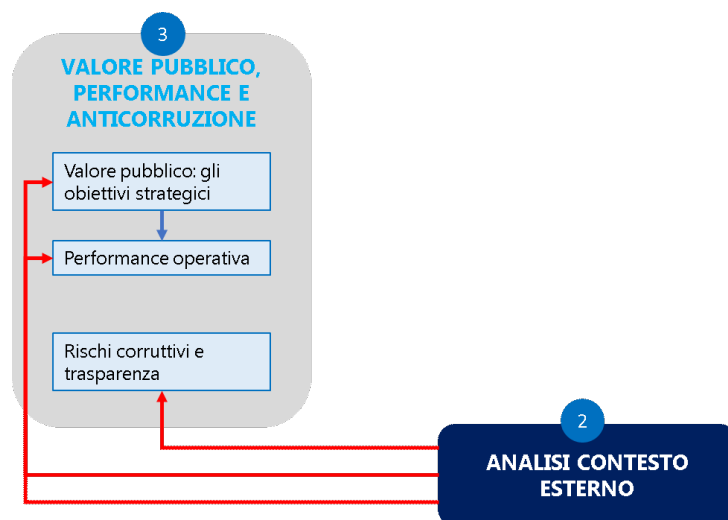 3
VALORE PUBBLICO,
PERFORMANCE E
ANTICORRUZIONE
Valore pubblico: gli
obiettivi strategici
Performance operativa
Rischi corruttivi e
trasparenza
2
ANALISI CONTESTO
ESTERNO